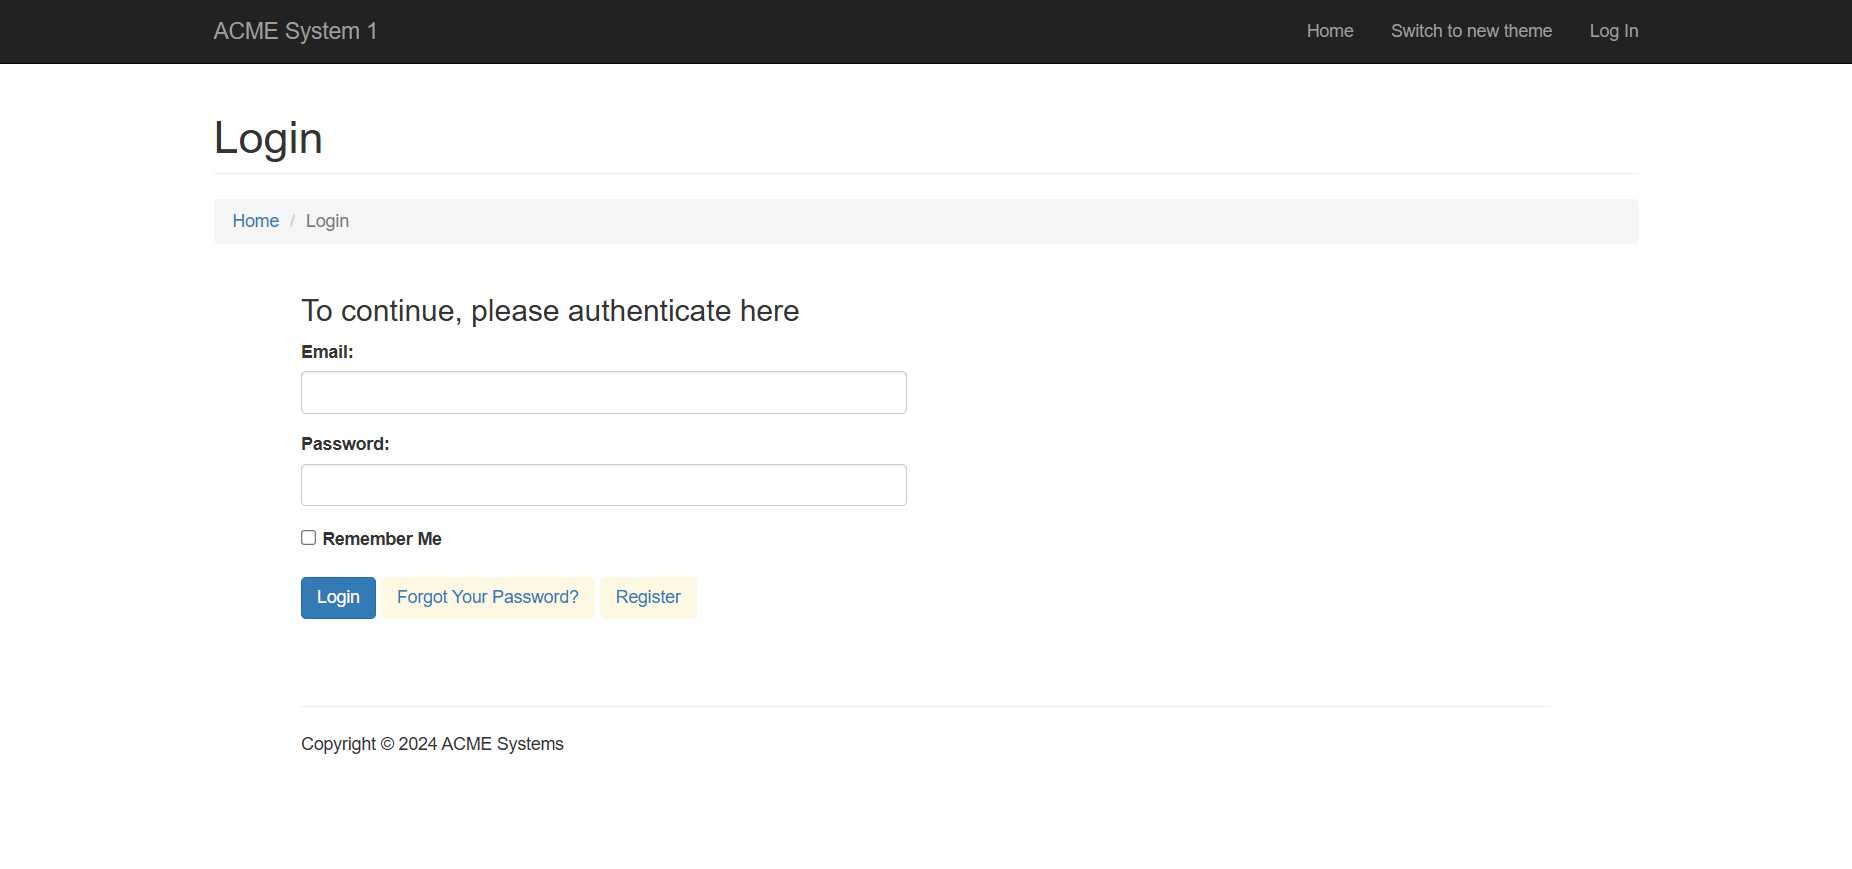 ACME System 1 Home Switch to new theme Log In
Login
Home / Login
To continue, please authenticate here
Email:
Password:
Remember Me
Login Forgot Your Password? Register
Copyright © 2024 ACME Systems